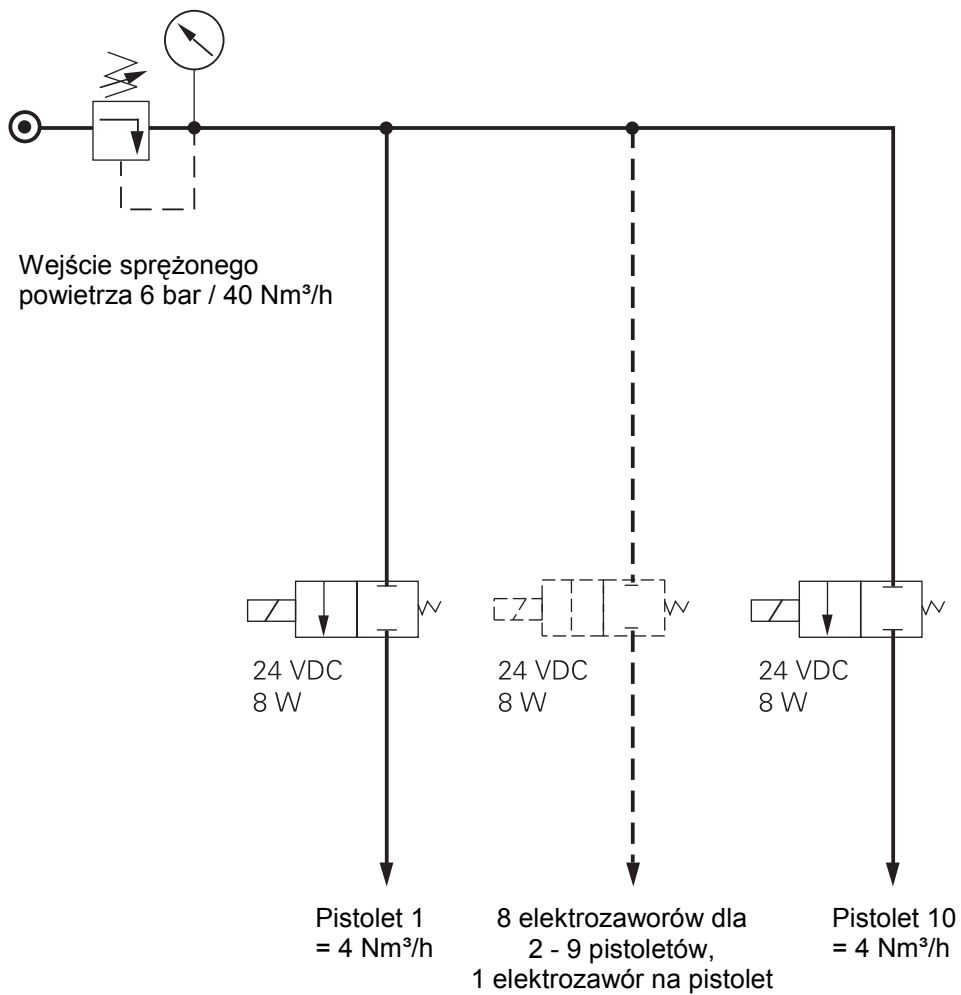 Wejście sprężonego
powietrza 6 bar / 40 Nm³/h
24 VDC
8 W
24 VDC
8 W
24 VDC
8 W
Pistolet 1
= 4 Nm³/h
8 elektrozaworów dla
2 - 9 pistoletów,
1 elektrozawór na pistolet
Pistolet 10
= 4 Nm³/h